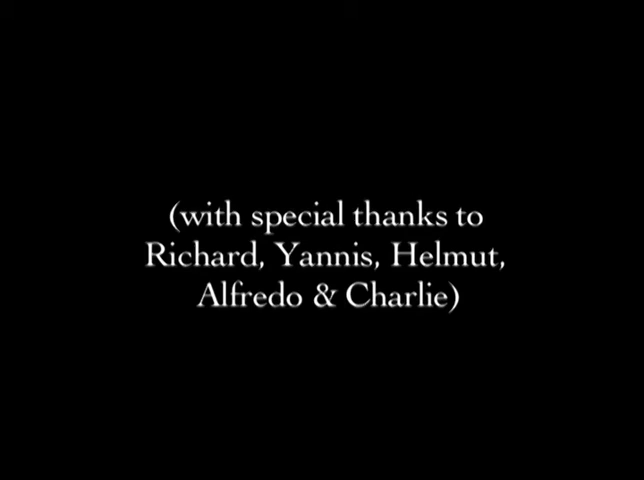 (with special thanks to
Richard, Yannis, Helmut,
Alfredo & Charlie)